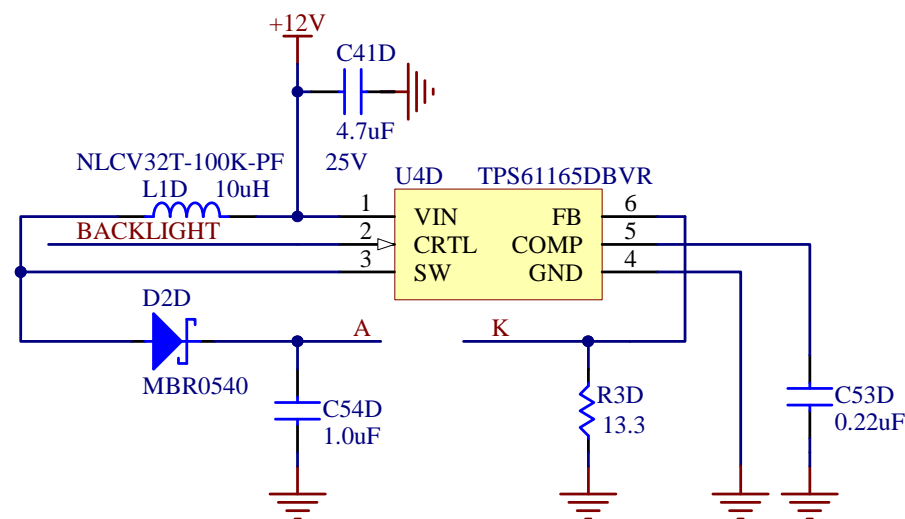 +12V
C41D
4.7uF
25V
NLCV32T-100K-PF
L1D 10uH
U4D TPS61165DBVR
1 VIN FB 6
BACKLIGHT 2 CRTL COMP 5
3 SW GND 4
D2D
MBR0540
A
K
C54D
1.0uF
R3D
13.3
C53D
0.22uF